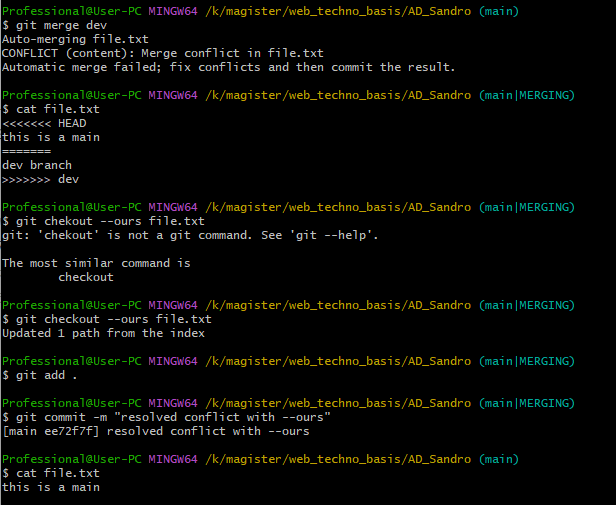 Professional@User-PC MINGW64 /k/magister/web_techno_basis/AD_Sandro (main)
$ git merge dev
Auto-merging file.txt
CONFLICT (content): Merge conflict in file.txt
Automatic merge failed; fix conflicts and then commit the result.
Professional@User-PC MINGW64 /k/magister/web_techno_basis/AD_Sandro (main|MERGING)
$ cat file.txt
<<<<<<< HEAD
this is a main
=======
dev branch
>>>>>>> dev
Professional@User-PC MINGW64 /k/magister/web_techno_basis/AD_Sandro (main|MERGING)
$ git chekout --ours file.txt
git: 'chekout' is not a git command. See 'git --help'.
The most similar command is
        checkout
Professional@User-PC MINGW64 /k/magister/web_techno_basis/AD_Sandro (main|MERGING)
$ git checkout --ours file.txt
Updated 1 path from the index
Professional@User-PC MINGW64 /k/magister/web_techno_basis/AD_Sandro (main|MERGING)
$ git add .
Professional@User-PC MINGW64 /k/magister/web_techno_basis/AD_Sandro (main|MERGING)
$ git commit -m "resolved conflict with --ours"
[main ee72f7f] resolved conflict with --ours
Professional@User-PC MINGW64 /k/magister/web_techno_basis/AD_Sandro (main)
$ cat file.txt
this is a main